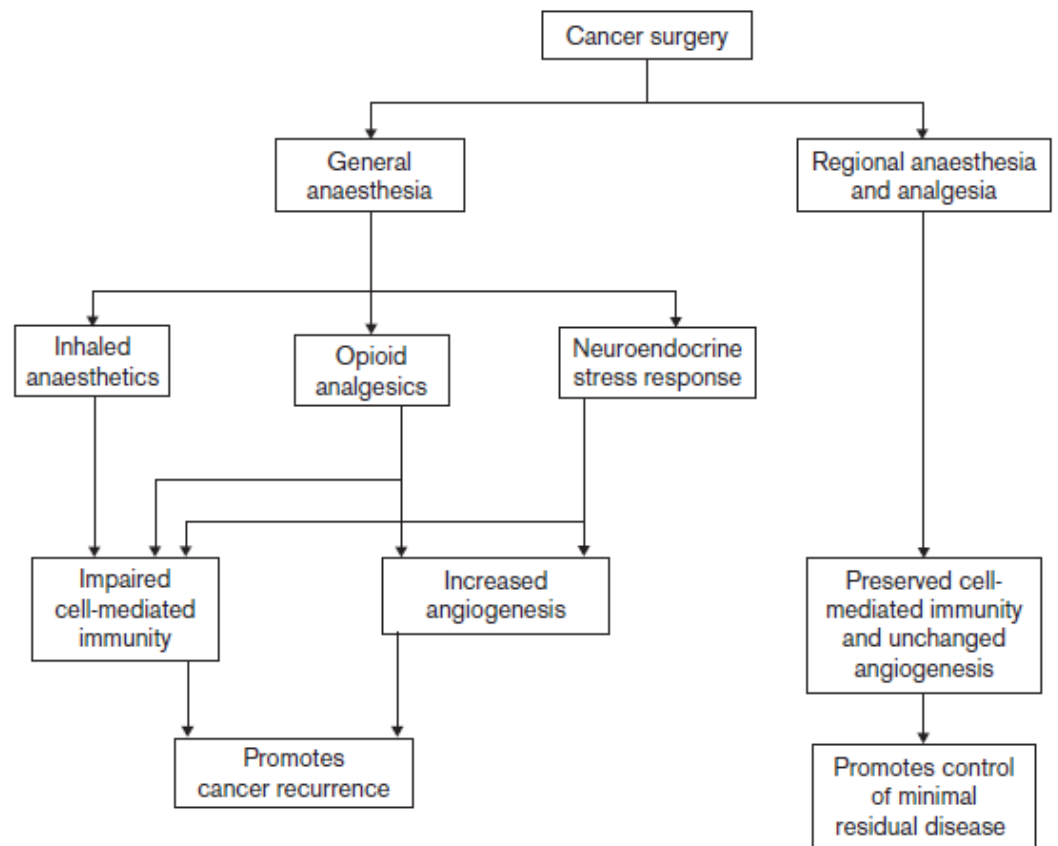 Cancer surgery
General
anaesthesia
Regional anaesthesia
and analgesia
Inhaled
anaesthetics
Opioid
analgesics
Neuroendocrine
stress response
Impaired
cell-mediated
immunity
Increased
angiogenesis
Preserved cell-
mediated immunity
and unchanged
angiogenesis
Promotes
cancer recurrence
Promotes control
of minimal
residual disease